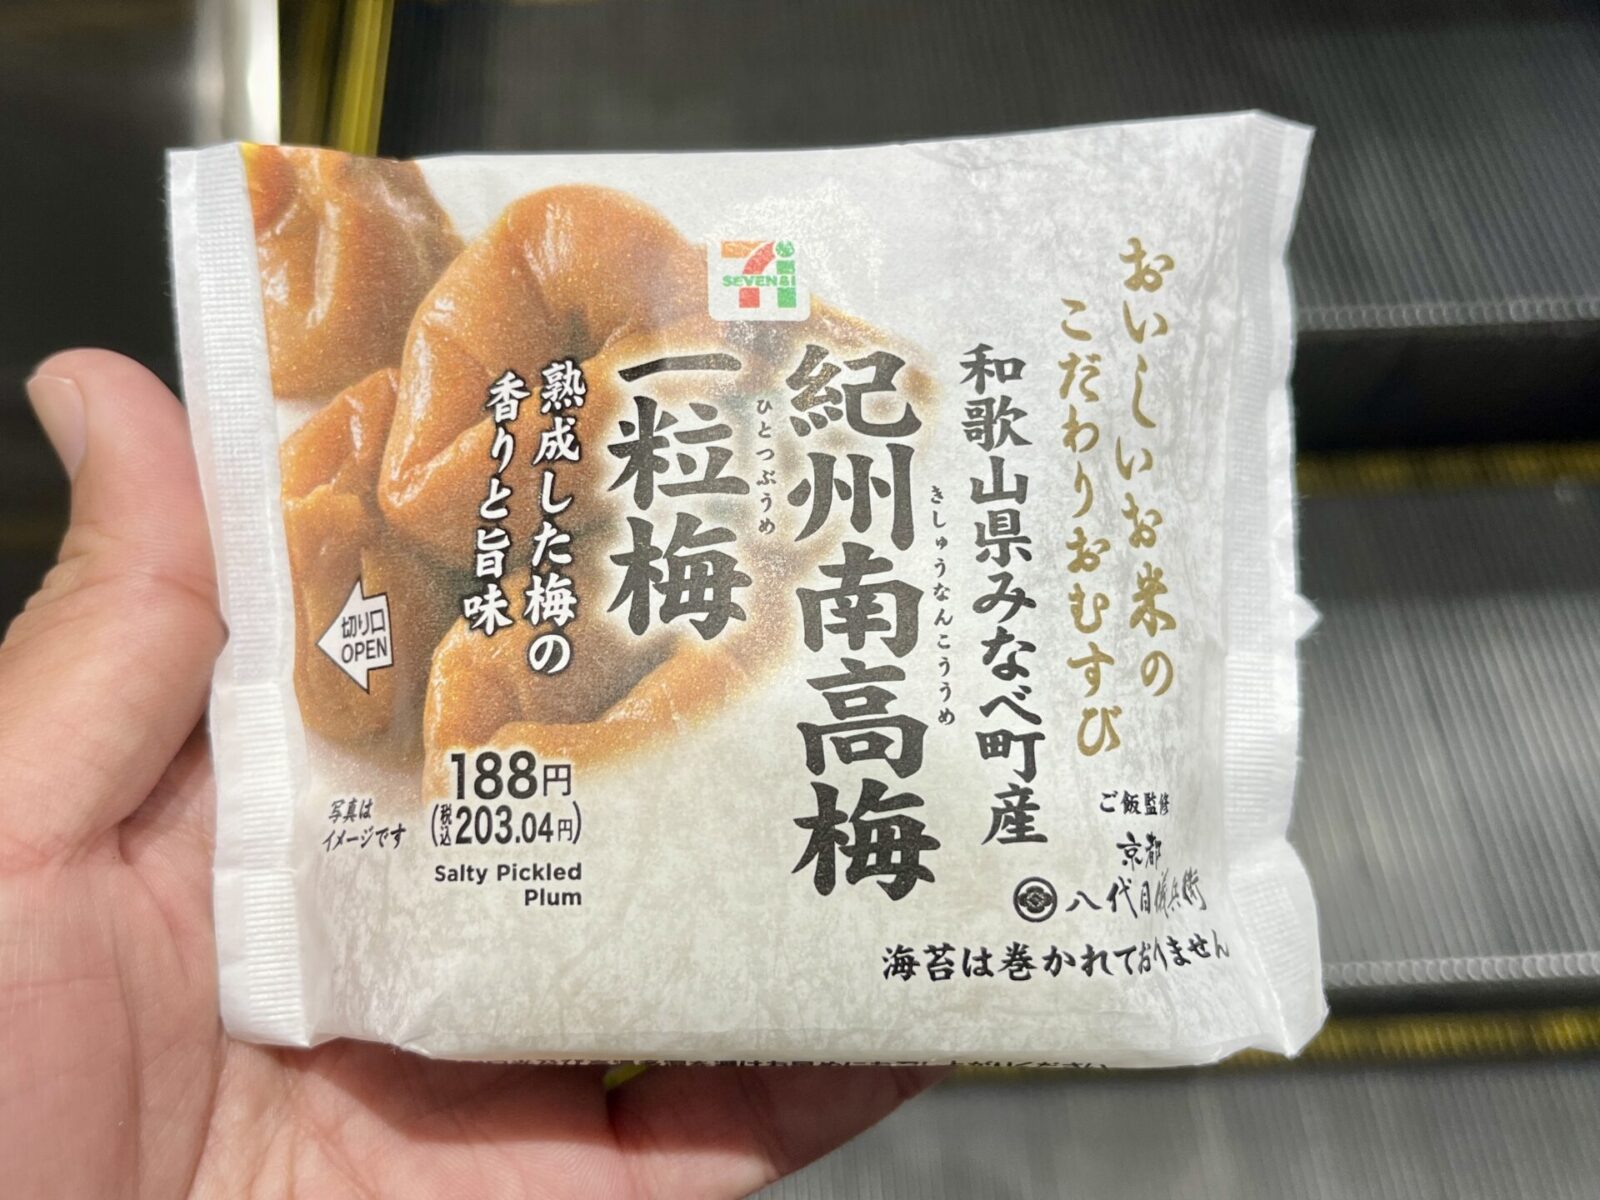 SEVEN&i
おいしいお米の
こだわりおむすび
和歌山県みなべ町産
紀州南高梅
きしゅうなんこううめ
一粒梅
ひとつぶうめ
熟成した梅の
香りと旨味
切り口
OPEN
188円
(税込203.04円)
Salty Pickled
Plum
写真は
イメージです
ご飯監修
京都
八代目儀兵衛
海苔は巻かれておりません